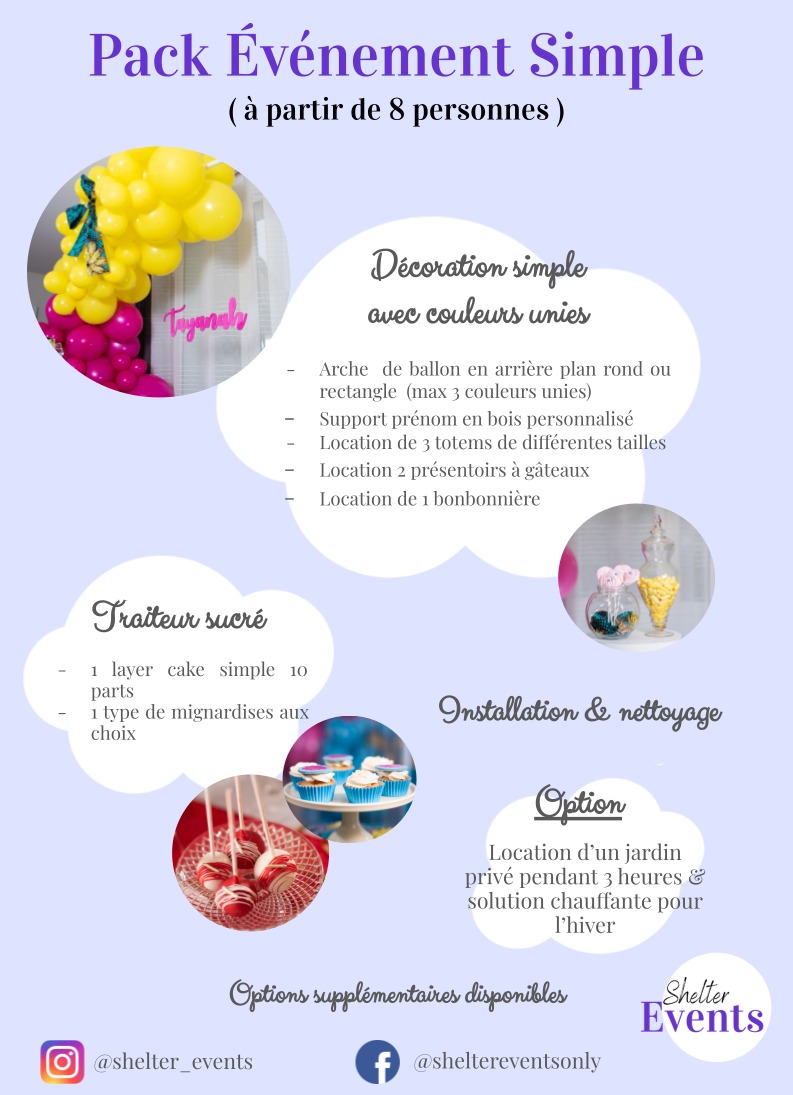 Pack Événement Simple
( à partir de 8 personnes )
Tayanah
Décoration simple
avec couleurs unies
- Arche de ballon en arrière plan rond ou
rectangle (max 3 couleurs unies)
- Support prénom en bois personnalisé
- Location de 3 totems de différentes tailles
- Location 2 présentoirs à gâteaux
- Location de 1 bonbonnière
Traiteur sucré
- 1 layer cake simple 10
parts
- 1 type de mignardises aux
choix
Installation & nettoyage
Option
Location d’un jardin
privé pendant 3 heures &
solution chauffante pour
l’hiver
Options supplémentaires disponibles
Shelter
Events
@shelter_events
@sheltereventsonly